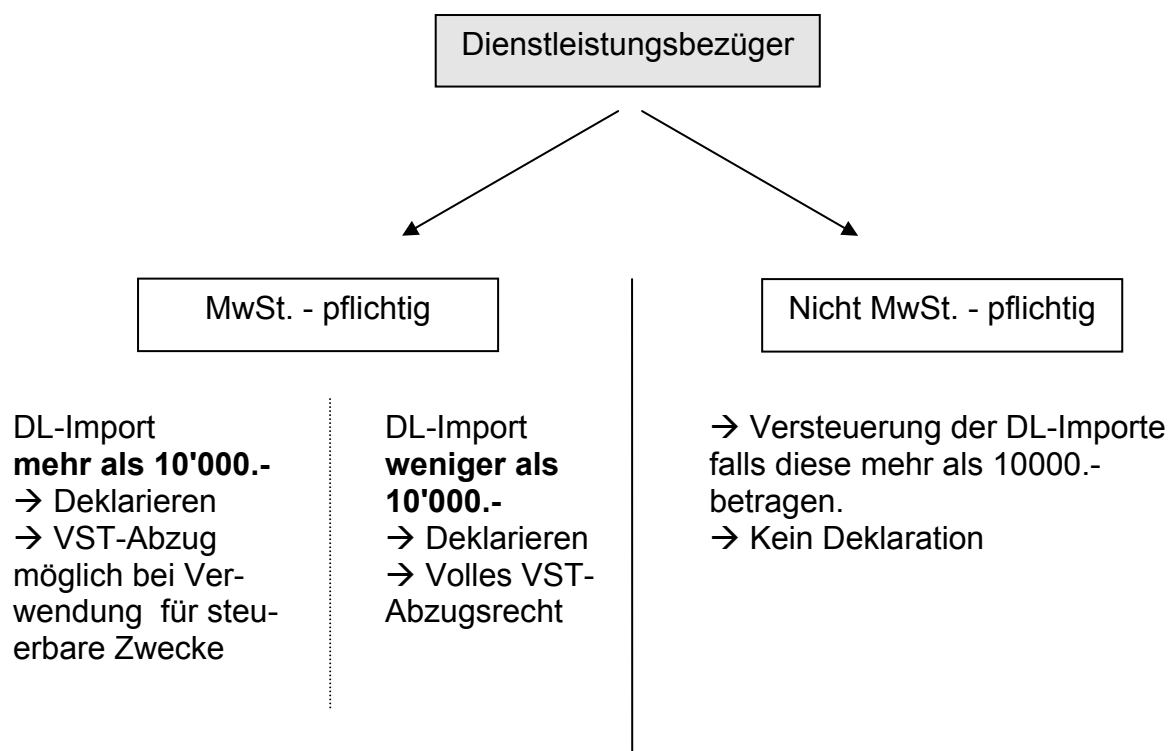 Dienstleistungsbezüger
MwSt. - pflichtig
Nicht MwSt. - pflichtig
DL-Import
mehr als 10'000.-
→ Deklarieren
→ VST-Abzug
möglich bei Ver-
wendung für steu-
erbare Zwecke
DL-Import
weniger als
10'000.-
→ Deklarieren
→ Volles VST-
Abzugsrecht
→ Versteuerung der DL-Importe
falls diese mehr als 10000.-
betragen.
→ Kein Deklaration